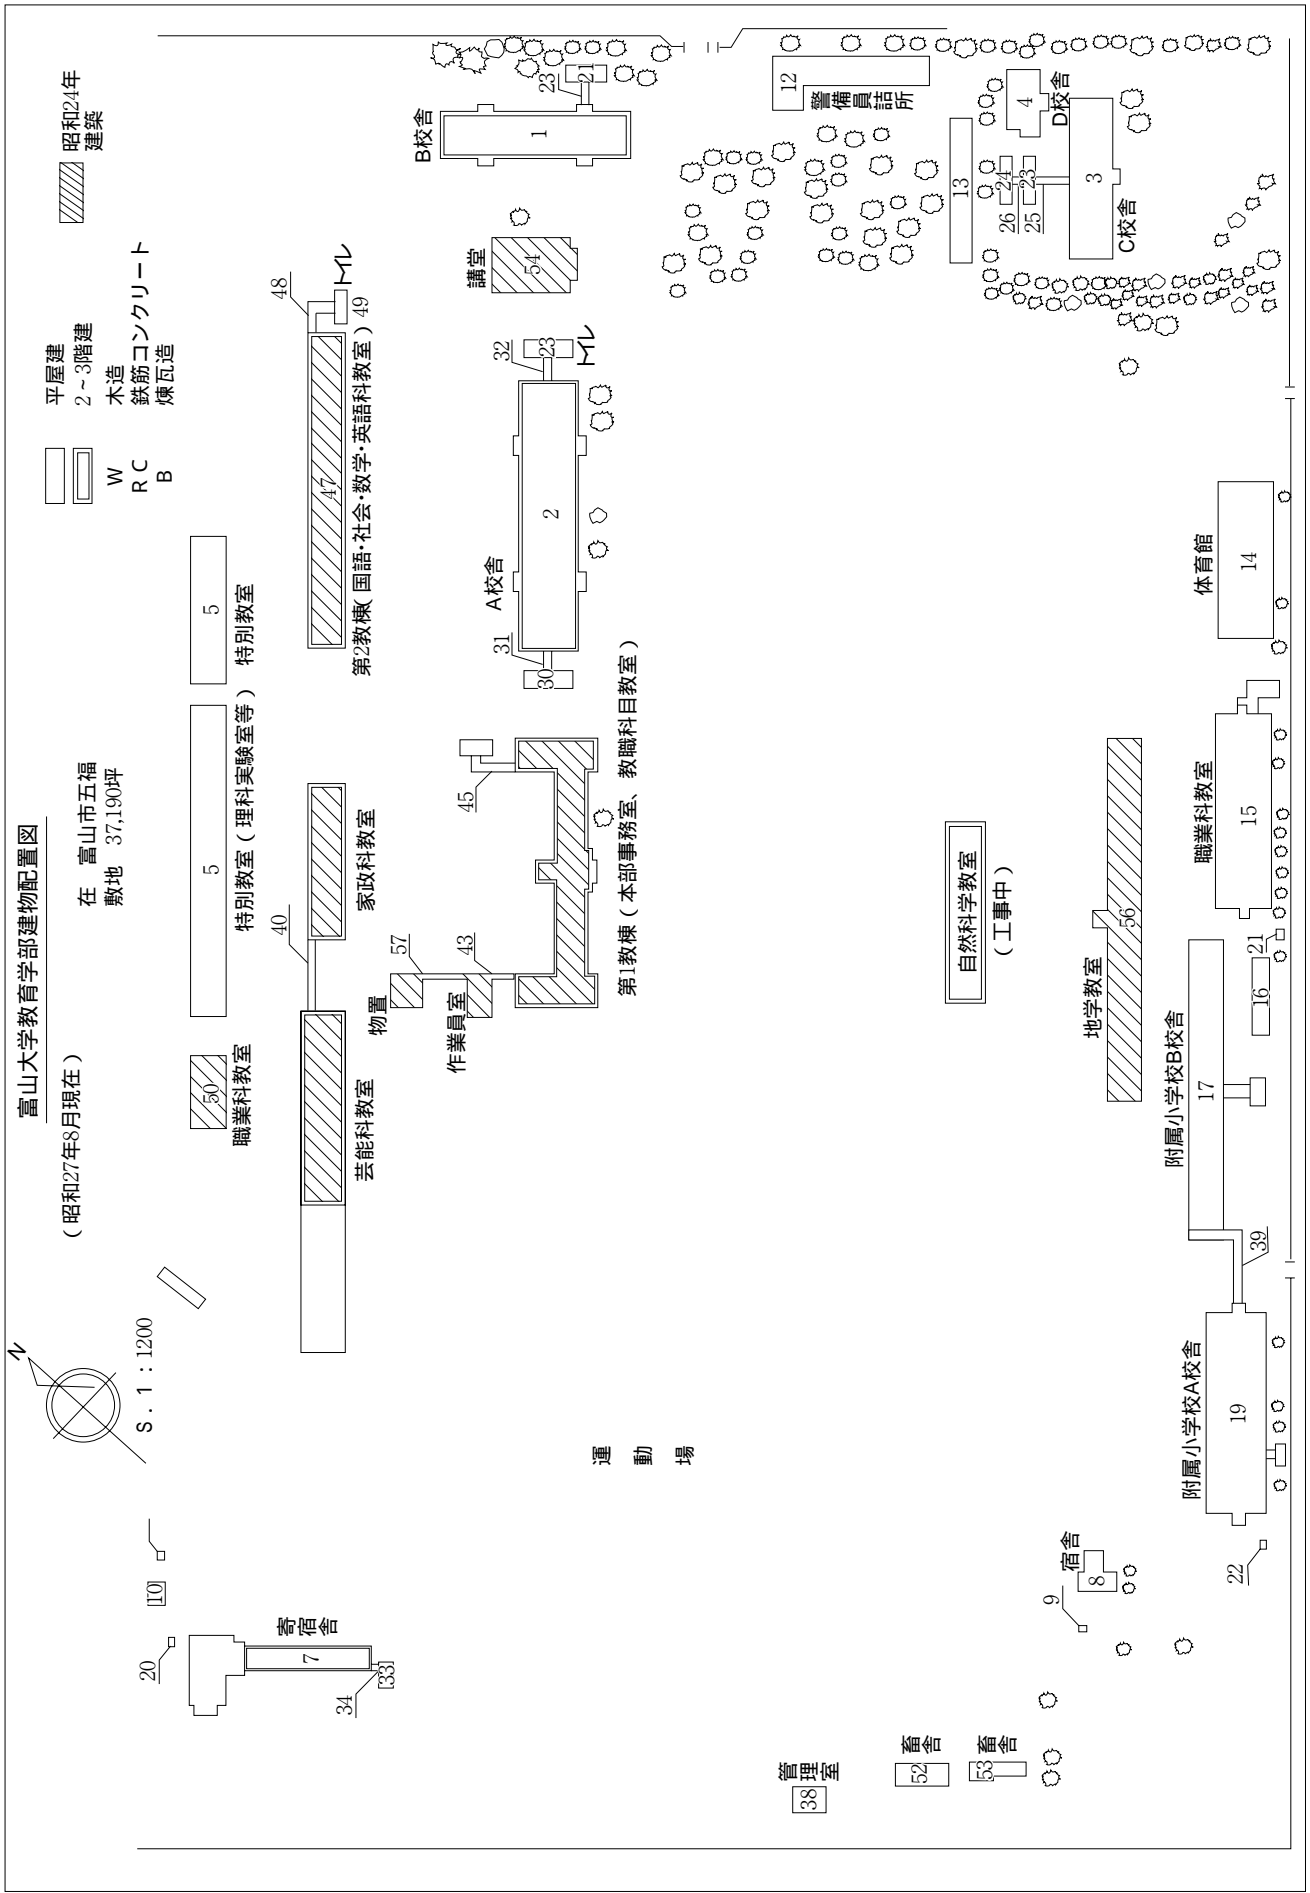 富山大学教育学部建物配置図
(昭和27年8月現在)
在 富山市五福
敷地 37,190坪
平屋建
2~3階建
W 木造
RC 鉄筋コンクリート
B 煉瓦造
昭和24年
建築
N
S.1:1200
20
10
寄宿舎
7
34
33
50
職業科教室
5
特別教室(理科実験室等)
5
特別教室
芸能科教室
40
家政科教室
47
第2教棟(国語・社会・数学・英語科教室)
48
49
トイレ
物置
57
作業員室
43
45
第1教棟(本部事務室、教職科目教室)
A校舎
2
30
31
32
23
トイレ
講堂
54
B校舎
1
23
21
運動場
管理室
38
畜舎
52
畜舎
53
自然科学教室
(工事中)
12
警備員詰所
13
4
D校舎
24
23
26
25
3
C校舎
9
宿舎
8
地学教室
56
附属小学校A校舎
19
22
39
附属小学校B校舎
17
16
21
職業科教室
15
体育館
14